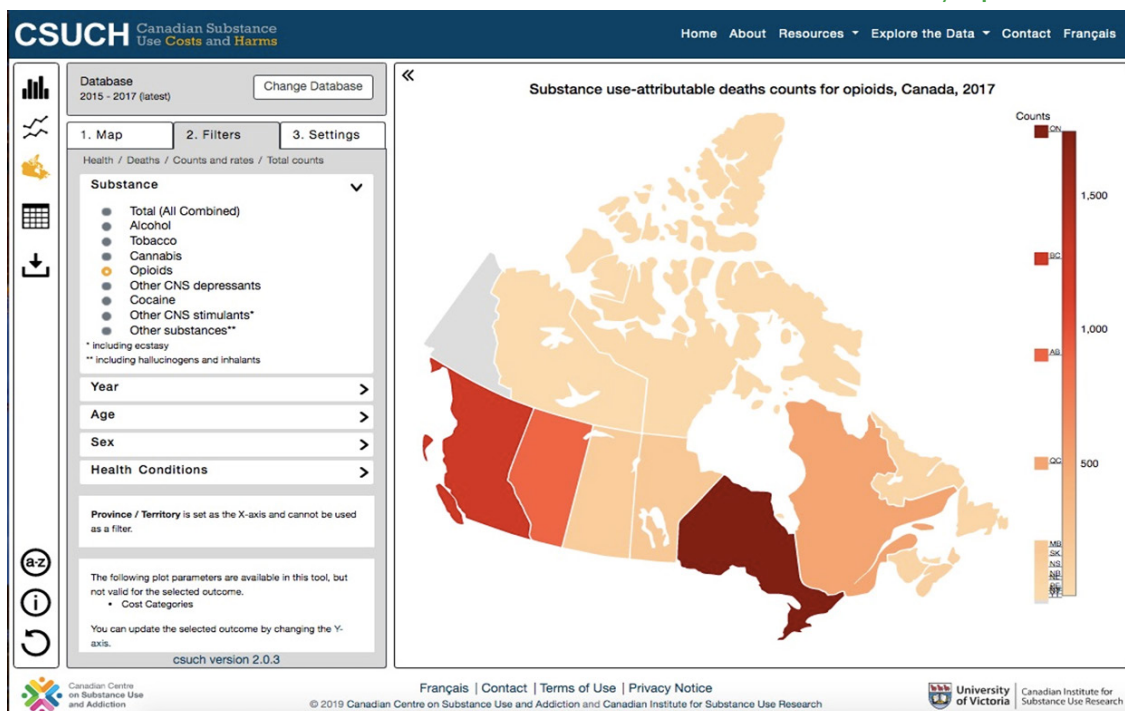 CSUCH Canadian Substance
Use Costs and Harms
Home About Resources Explore the Data Contact Français
Database
2015 - 2017 (latest)
Change Database
1. Map
2. Filters
3. Settings
Health / Deaths / Counts and rates / Total counts
Substance
Total (All Combined)
Alcohol
Tobacco
Cannabis
Opioids
Other CNS depressants
Cocaine
Other CNS stimulants*
Other substances**
* including ecstasy
** including hallucinogens and inhalants
Year
Age
Sex
Health Conditions
Province / Territory is set as the X-axis and cannot be used
as a filter.
The following plot parameters are available in this tool, but
not valid for the selected outcome.
• Cost Categories
You can update the selected outcome by changing the Y-
axis.
csuch version 2.0.3
a-z
i
«
Substance use-attributable deaths counts for opioids, Canada, 2017
Counts
ON
1,500
BC
1,000
AB
QC
500
MB
SK
NS
NB
Canadian Centre
on Substance Use
and Addiction
Français | Contact | Terms of Use | Privacy Notice
© 2019 Canadian Centre on Substance Use and Addiction and Canadian Institute for Substance Use Research
University
of Victoria
Canadian Institute for
Substance Use Research